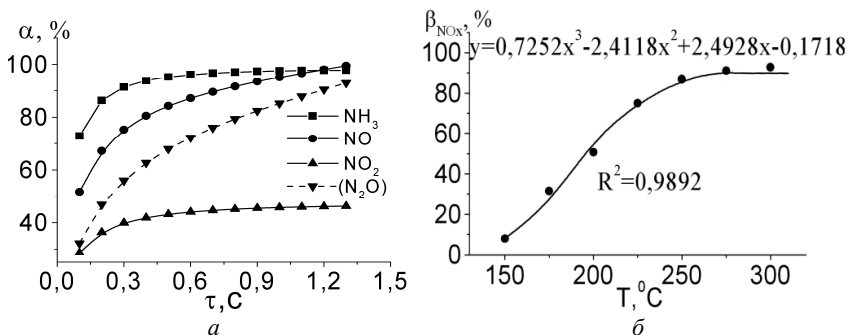 α, %
100
80
60
40
0,0 0,3 0,6 0,9 1,2 1,5
τ, с
NH₃
NO
NO₂
(N₂O)
а
β_NOx, %
y=0,7252x³-2,4118x²+2,4928x-0,1718
100
80
60
40
20
0
R²=0,9892
150 200 250 300
T, ⁰C
б